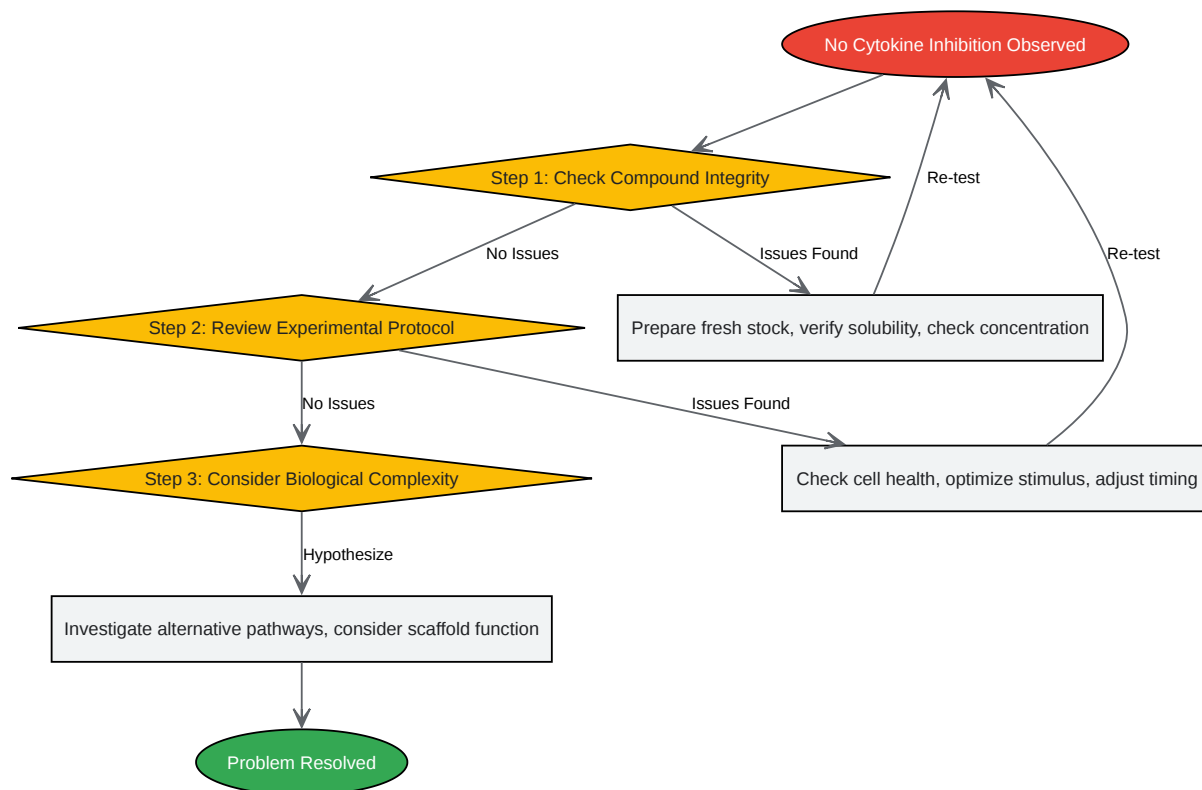 No Cytokine Inhibition Observed
Step 1: Check Compound Integrity
Re-test
No Issues
Issues Found
Re-test
Step 2: Review Experimental Protocol
Prepare fresh stock, verify solubility, check concentration
No Issues
Issues Found
Step 3: Consider Biological Complexity
Check cell health, optimize stimulus, adjust timing
Hypothesize
Investigate alternative pathways, consider scaffold function
Problem Resolved